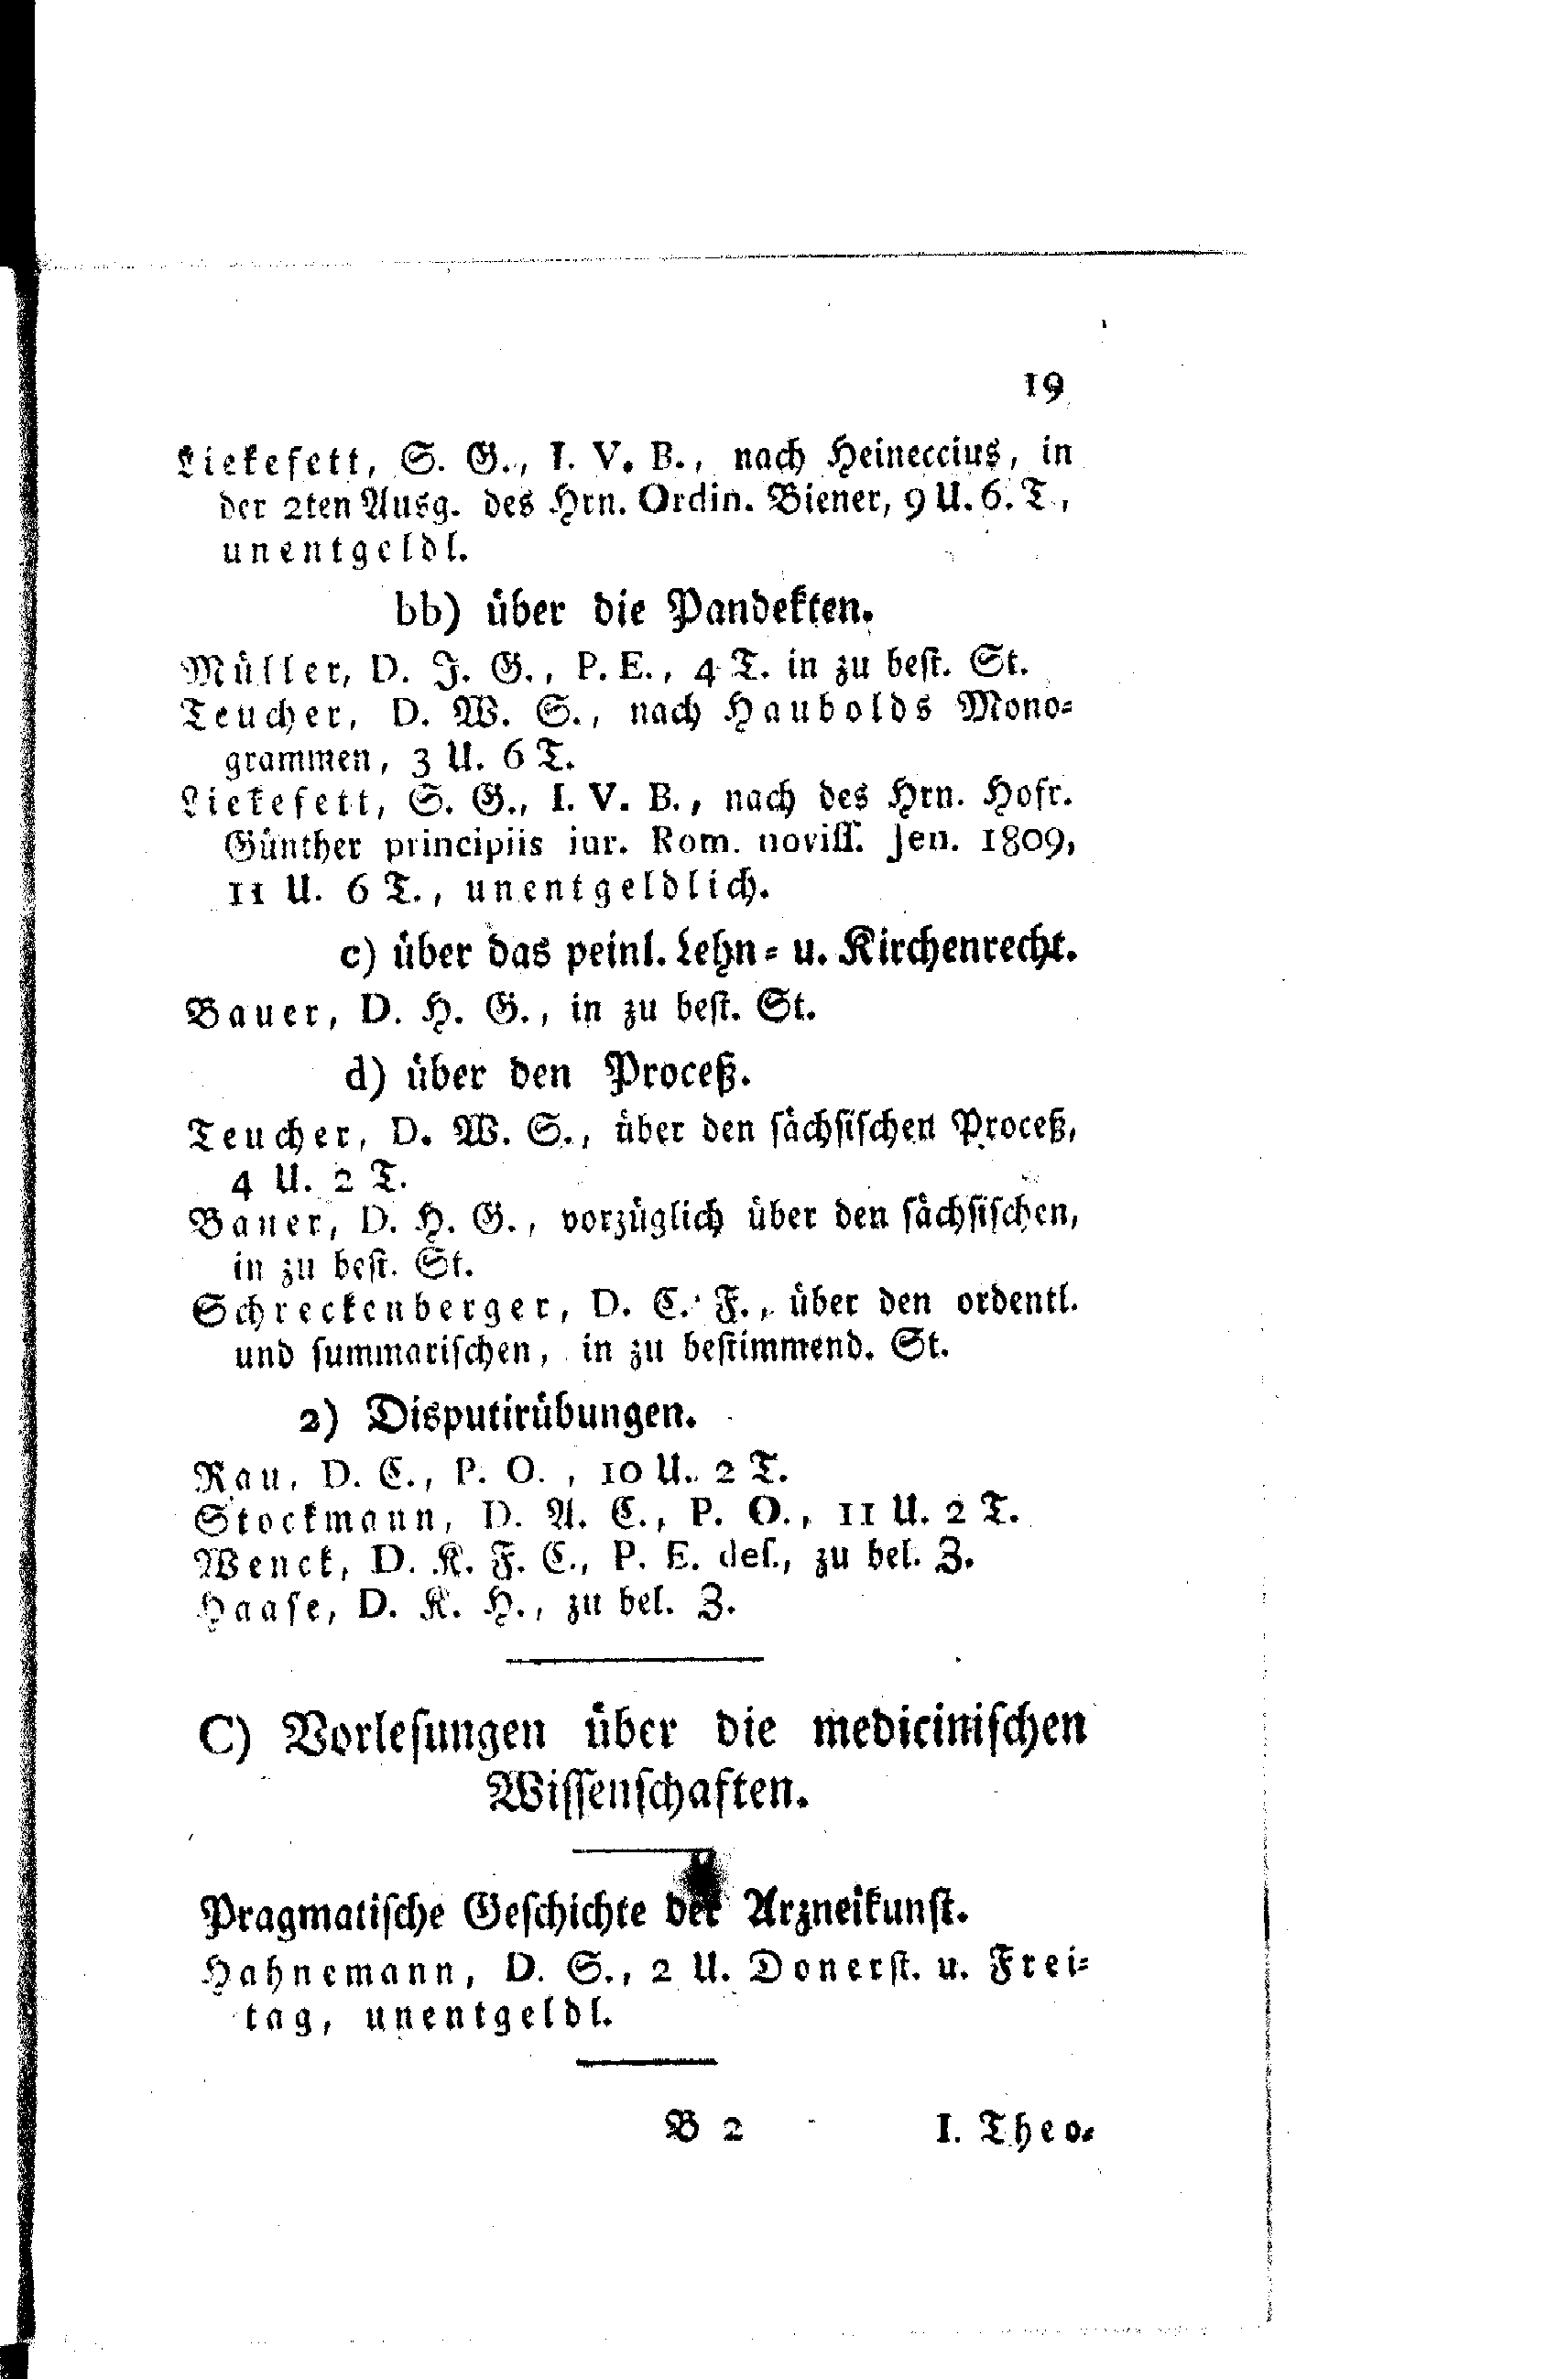 19
Liekefett, S. G., I. V. B., nach Heineccius, in
der 2ten Ausg. des Hrn. Ordin. Biener, 9 U. 6. T.,
unentgeldl.
bb) über die Pandekten.
Müller, D. J. G., P. E., 4 T. in zu best. St.
Teucher, D. W. S., nach Haubolds Mono-
grammen, 3 U. 6 T.
Liekefett, S. G., I. V. B., nach des Hrn. Hofr.
Günther principiis iur. Rom. noviss. Jen. 1809,
11 U. 6 T., unentgeldlich.
c) über das peinl. Lehn- u. Kirchenrecht.
Bauer, D. H. G., in zu best. St.
d) über den Proceß.
Teucher, D. W. S., über den sächsischen Proceß,
4 U. 2 T.
Bauer, D. H. G., vorzüglich über den sächsischen,
in zu best. St.
Schreckenberger, D. C. F., über den ordentl.
und summarischen, in zu bestimmend. St.
2) Disputirübungen.
Rau, D. C., P. O., 10 U. 2 T.
Stockmann, D. A. C., P. O., 11 U. 2 T.
Wenck, D. K. F. C., P. E. des., zu bel. Z.
Haase, D. K. H., zu bel. Z.
C) Vorlesungen über die medicinischen
Wissenschaften.
Pragmatische Geschichte der Arzneikunst.
Hahnemann, D. S., 2 U. Donerst. u. Frei-
tag, unentgeldl.
B 2
I. Theo-